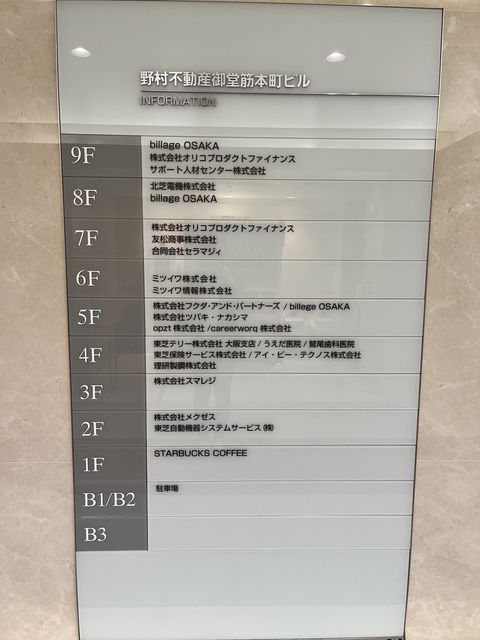 野村不動産御堂筋本町ビル
INFORMATION
9F
billage OSAKA
株式会社オリコプロダクトファイナンス
サポート人材センター株式会社
8F
北芝電機株式会社
billage OSAKA
7F
株式会社オリコプロダクトファイナンス
友松商事株式会社
合同会社セラマジィ
6F
ミツイワ株式会社
ミツイワ情報株式会社
5F
株式会社フクダ・アンド・パートナーズ / billege OSAKA
株式会社ツバキ・ナカシマ
opzt 株式会社 /careerworq 株式会社
4F
東芝テリー株式会社 大阪支店 / うえだ医院 / 鷲尾歯科医院
東芝保険サービス株式会社 / アイ・ビー・テクノス株式会社
理研製鋼株式会社
3F
株式会社スマレジ
2F
株式会社メクゼス
東芝自動機器システムサービス㈱
1F
STARBUCKS COFFEE
B1/B2
駐車場
B3